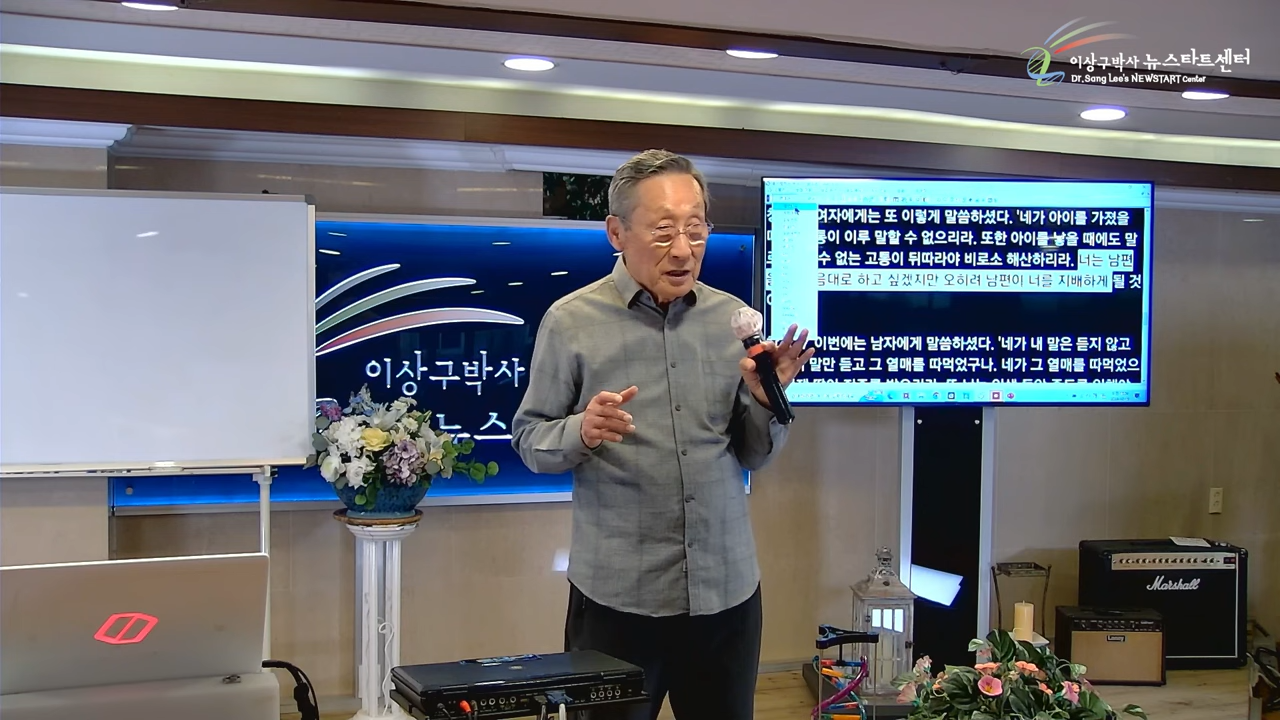 이상구박사 뉴스타트센터
Dr. Sang Lee's NEWSTART Center
여자에게는 또 이렇게 말씀하셨다. '네가 아이를 가졌을
이 이루 말할 수 없으리라. 또한 아이를 낳을 때에도 말
수 없는 고통이 뒤따라야 비로소 해산하리라. 너는 남편
음대로 하고 싶겠지만 오히려 남편이 너를 지배하게 될 것
이번에는 남자에게 말씀하셨다. '네가 내 말은 듣지 않고
말만 듣고 그 열매를 따먹었구나. 네가 그 열매를 따먹었으
이상구박사
뉴스
Marshall
Laney